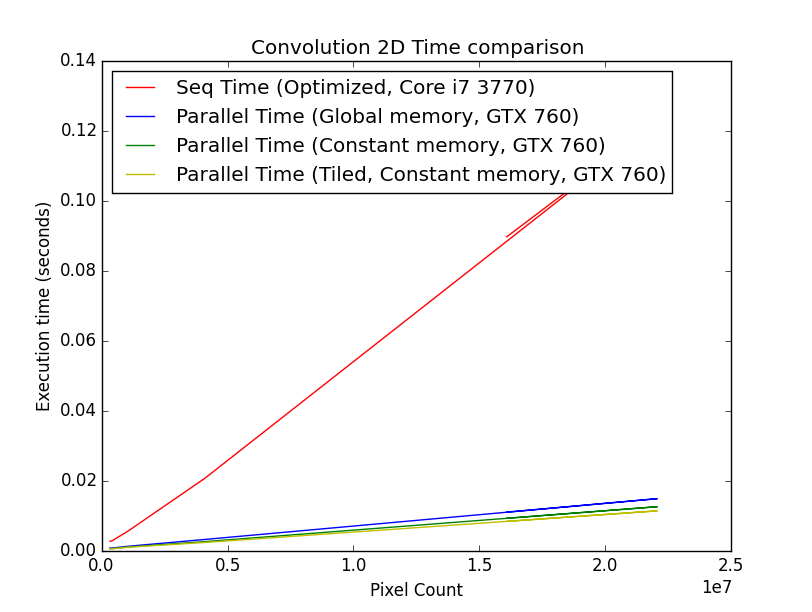 Convolution 2D Time comparison
0.14
0.12
0.10
0.08
0.06
0.04
0.02
0.00
Execution time (seconds)
Seq Time (Optimized, Core i7 3770)
Parallel Time (Global memory, GTX 760)
Parallel Time (Constant memory, GTX 760)
Parallel Time (Tiled, Constant memory, GTX 760)
0.0 0.5 1.0 1.5 2.0 2.5
1e7
Pixel Count